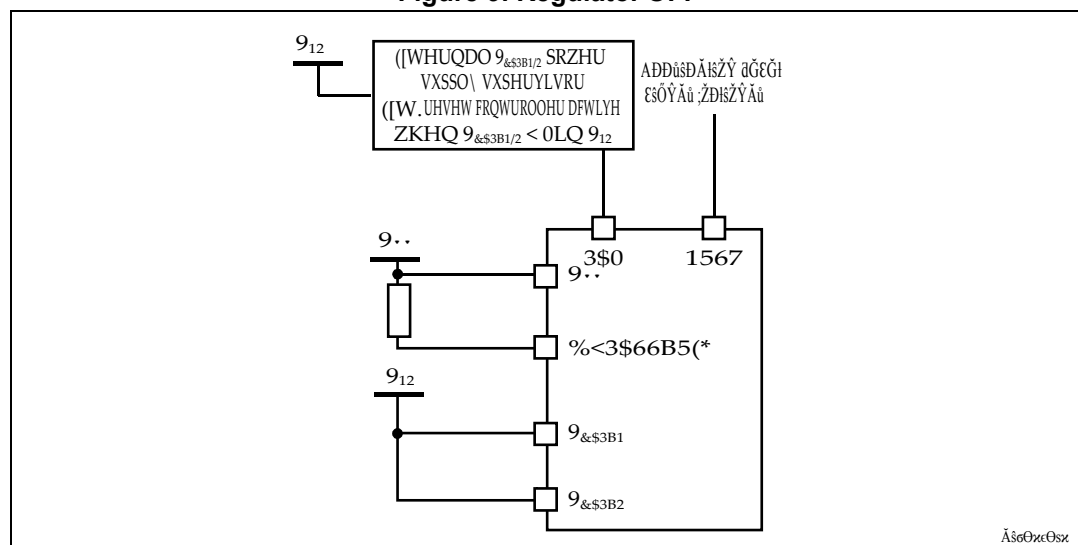 9₁₂
([WHUQDO 9&$3B1/2 SRZHU
VXSSO\ VXSHUYLVRU
([W. UHVHW FRQWUROOHU DFWLYH
ZKHQ 9&$3B1/2 < 0LQ 9₁₂
3$0
1567
9··
9··
%<3$66B5(*
9₁₂
9&$3B1
9&$3B2